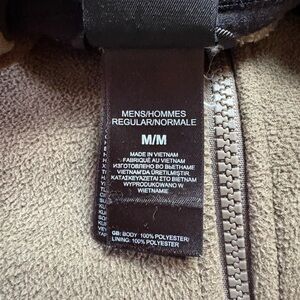 MENS/HOMMES
REGULAR/NORMALE
M/M
MADE IN VIETNAM
FABRIQUÉ AU VIETNAM
ИЗГОТОВЛЕНО ВО ВЬЕТНАМЕ
VIETNAM'DA ÜRETILMIŞTIR
ΚΑΤΑΣΚΕΥΑΖΕΤΑΙ ΣΤΟ ΒΙΕΤΝΑΜ
WYPRODUKOWANO W
WIETNAMIE
GB: BODY: 100% POLYESTER/
LINING: 100% POLYESTER/